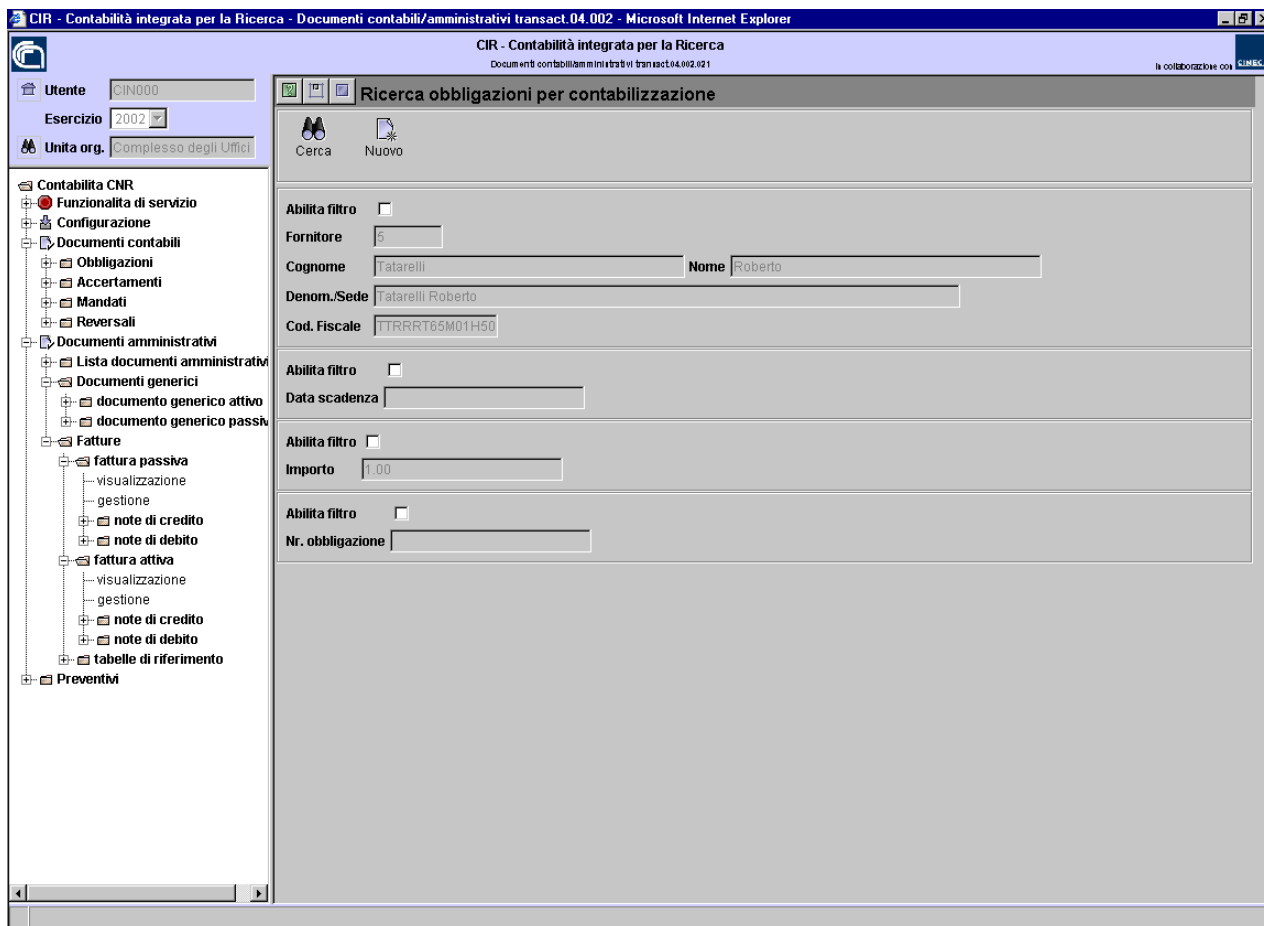 CIR - Contabilità integrata per la Ricerca - Documenti contabili/amministrativi transact.04.002 - Microsoft Internet Explorer
CIR - Contabilità integrata per la Ricerca
Documenti contabili/amministrativi transact.04.002.021
in collaborazione con CINEC
Utente CIN000
Esercizio 2002
Unita org. Complesso degli Uffici
Contabilita CNR
Funzionalita di servizio
Configurazione
Documenti contabili
Obbligazioni
Accertamenti
Mandati
Reversali
Documenti amministrativi
Lista documenti amministrativi
Documenti generici
documento generico attivo
documento generico passiv
Fatture
fattura passiva
visualizzazione
gestione
note di credito
note di debito
fattura attiva
visualizzazione
gestione
note di credito
note di debito
tabelle di riferimento
Preventivi
Ricerca obbligazioni per contabilizzazione
Cerca Nuovo
Abilita filtro
Fornitore 5
Cognome Tatarelli Nome Roberto
Denom./Sede Tatarelli Roberto
Cod. Fiscale TTRRRT65M01H50
Abilita filtro
Data scadenza
Abilita filtro
Importo 1.00
Abilita filtro
Nr. obbligazione